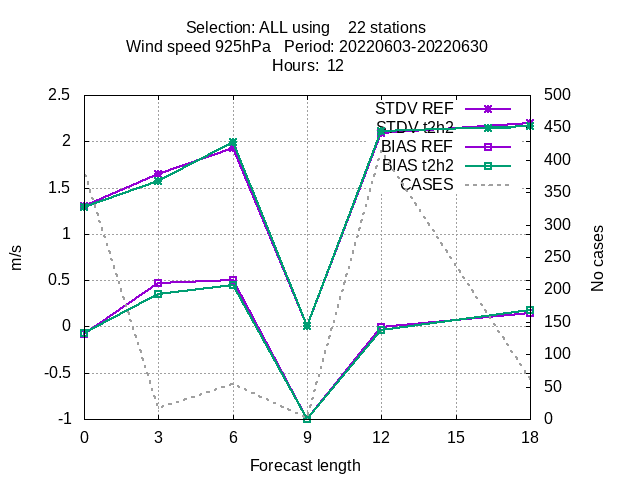 Selection: ALL using    22 stations
Wind speed 925hPa   Period: 20220603-20220630
Hours:  12
STDV REF
STDV t2h2
BIAS REF
BIAS t2h2
CASES
2.5
2
1.5
1
0.5
0
-0.5
-1
m/s
500
450
400
350
300
250
200
150
100
50
0
No cases
0 3 6 9 12 15 18
Forecast length